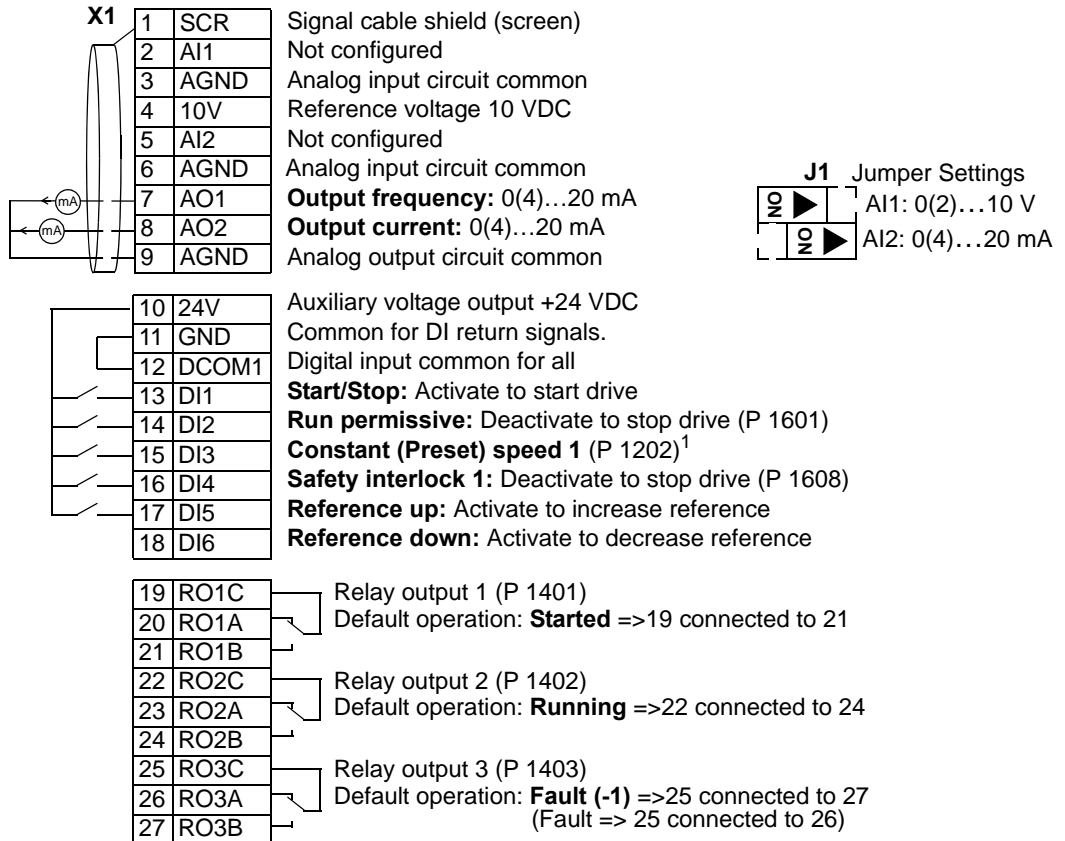 X1
1 SCR Signal cable shield (screen)
2 AI1 Not configured
3 AGND Analog input circuit common
4 10V Reference voltage 10 VDC
5 AI2 Not configured
6 AGND Analog input circuit common
7 AO1 Output frequency: 0(4)…20 mA
8 AO2 Output current: 0(4)…20 mA
9 AGND Analog output circuit common
mA
mA
J1 Jumper Settings
ON AI1: 0(2)…10 V
ON AI2: 0(4)…20 mA
10 24V Auxiliary voltage output +24 VDC
11 GND Common for DI return signals.
12 DCOM1 Digital input common for all
13 DI1 Start/Stop: Activate to start drive
14 DI2 Run permissive: Deactivate to stop drive (P 1601)
15 DI3 Constant (Preset) speed 1 (P 1202)1
16 DI4 Safety interlock 1: Deactivate to stop drive (P 1608)
17 DI5 Reference up: Activate to increase reference
18 DI6 Reference down: Activate to decrease reference
19 RO1C Relay output 1 (P 1401)
20 RO1A Default operation: Started =>19 connected to 21
21 RO1B
22 RO2C Relay output 2 (P 1402)
23 RO2A Default operation: Running =>22 connected to 24
24 RO2B
25 RO3C Relay output 3 (P 1403)
26 RO3A Default operation: Fault (-1) =>25 connected to 27
27 RO3B (Fault => 25 connected to 26)